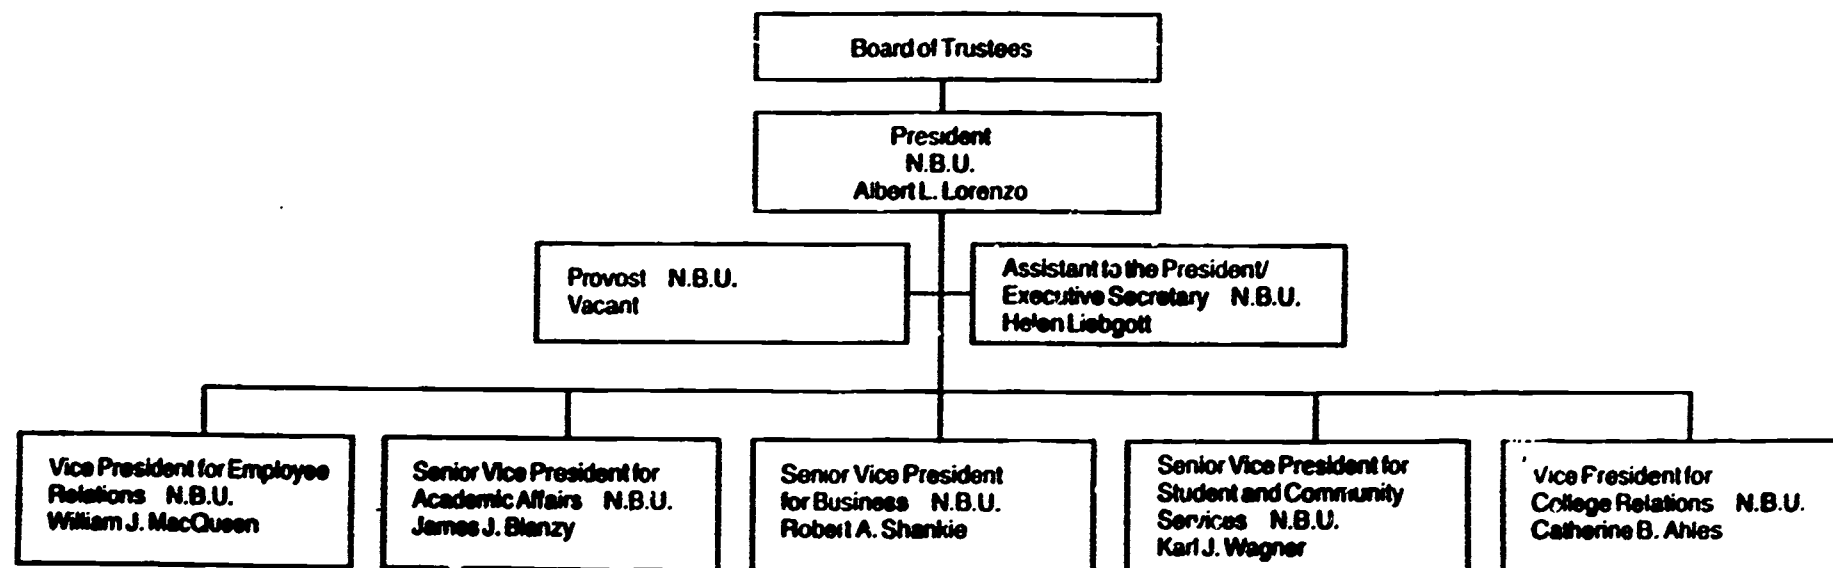 Board of Trustees
President
N.B.U.
Albert L. Lorenzo
Provost N.B.U.
Vacant
Assistant to the President/
Executive Secretary N.B.U.
Helen Liebgott
Vice President for Employee
Relations N.B.U.
William J. MacQueen
Senior Vice President for
Academic Affairs N.B.U.
James J. Blanzy
Senior Vice President
for Business N.B.U.
Robert A. Shankie
Senior Vice President for
Student and Community
Services N.B.U.
Karl J. Wagner
Vice President for
College Relations N.B.U.
Catherine B. Ahles